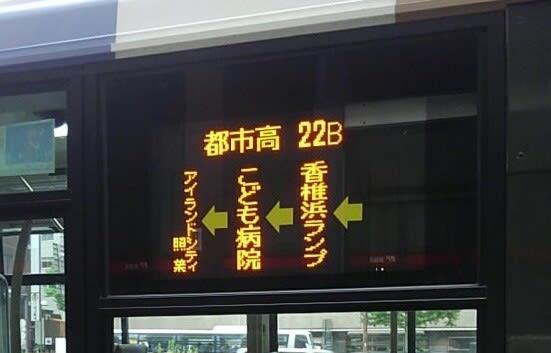 都市高 22B
香椎浜ランプ
こども病院
アイランドシティ
照葉